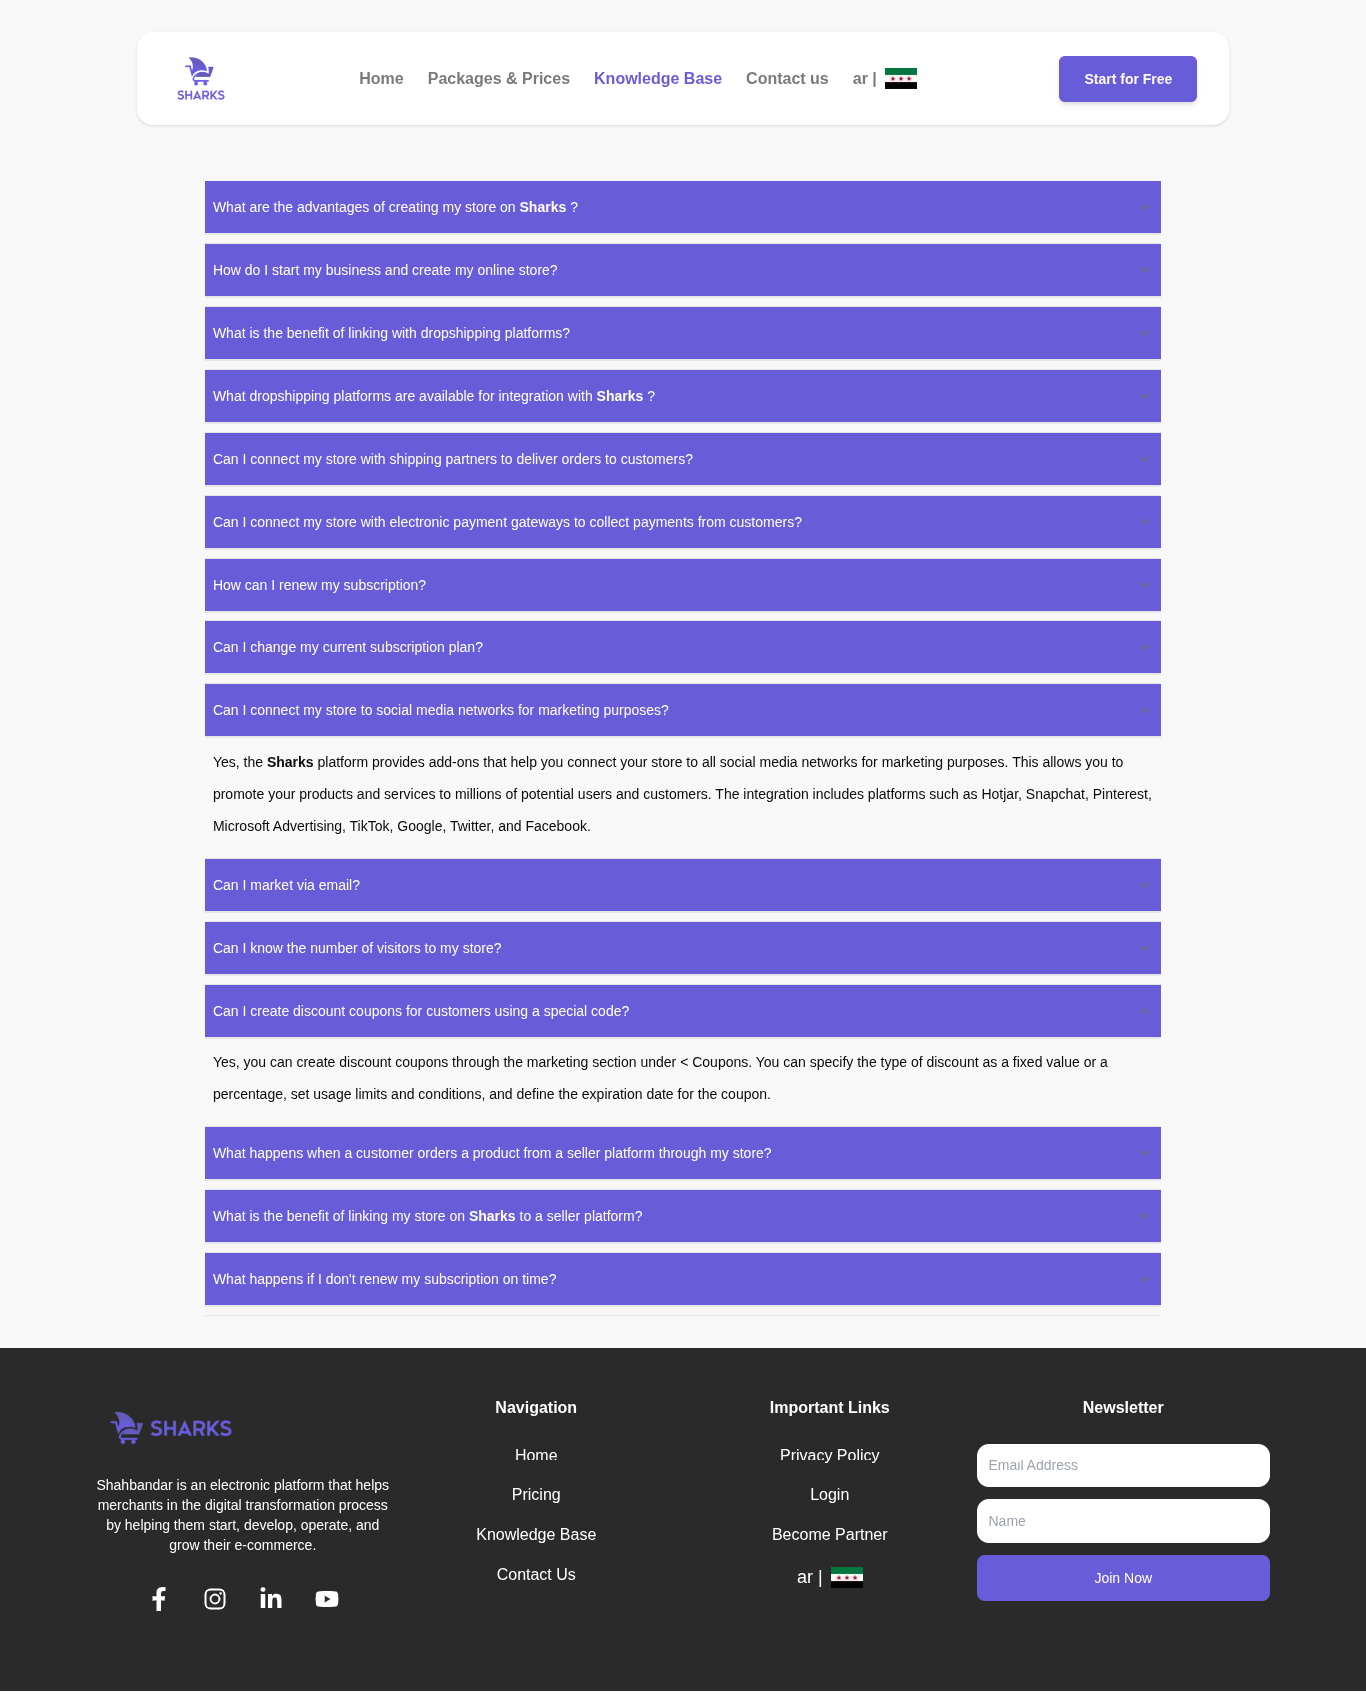 SHARKS
Home
Packages & Prices
Knowledge Base
Contact us
ar |
Start for Free
What are the advantages of creating my store on Sharks ?
How do I start my business and create my online store?
What is the benefit of linking with dropshipping platforms?
What dropshipping platforms are available for integration with Sharks ?
Can I connect my store with shipping partners to deliver orders to customers?
Can I connect my store with electronic payment gateways to collect payments from customers?
How can I renew my subscription?
Can I change my current subscription plan?
Can I connect my store to social media networks for marketing purposes?
Yes, the Sharks platform provides add-ons that help you connect your store to all social media networks for marketing purposes. This allows you to
promote your products and services to millions of potential users and customers. The integration includes platforms such as Hotjar, Snapchat, Pinterest,
Microsoft Advertising, TikTok, Google, Twitter, and Facebook.
Can I market via email?
Can I know the number of visitors to my store?
Can I create discount coupons for customers using a special code?
Yes, you can create discount coupons through the marketing section under < Coupons. You can specify the type of discount as a fixed value or a
percentage, set usage limits and conditions, and define the expiration date for the coupon.
What happens when a customer orders a product from a seller platform through my store?
What is the benefit of linking my store on Sharks to a seller platform?
What happens if I don't renew my subscription on time?
SHARKS
Shahbandar is an electronic platform that helps
merchants in the digital transformation process
by helping them start, develop, operate, and
grow their e-commerce.
Navigation
Home
Pricing
Knowledge Base
Contact Us
Important Links
Privacy Policy
Login
Become Partner
ar |
Newsletter
Email Address
Name
Join Now